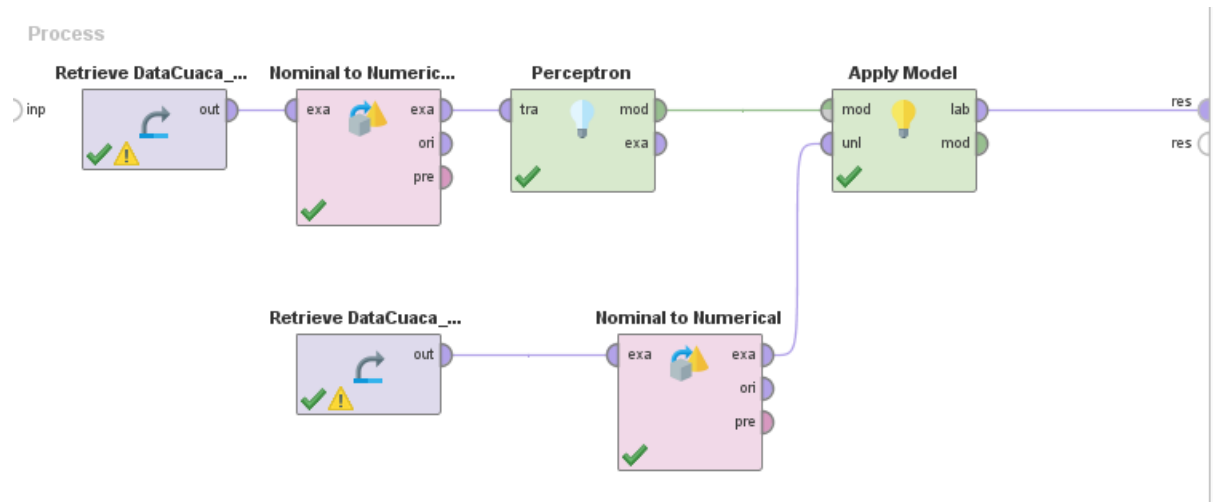 Process
Retrieve DataCuaca_... Nominal to Numeric... Perceptron Apply Model
inp out exa exa tra mod mod lab res
ori exa unl mod res
pre
Retrieve DataCuaca_... Nominal to Numerical
out exa exa
ori
pre